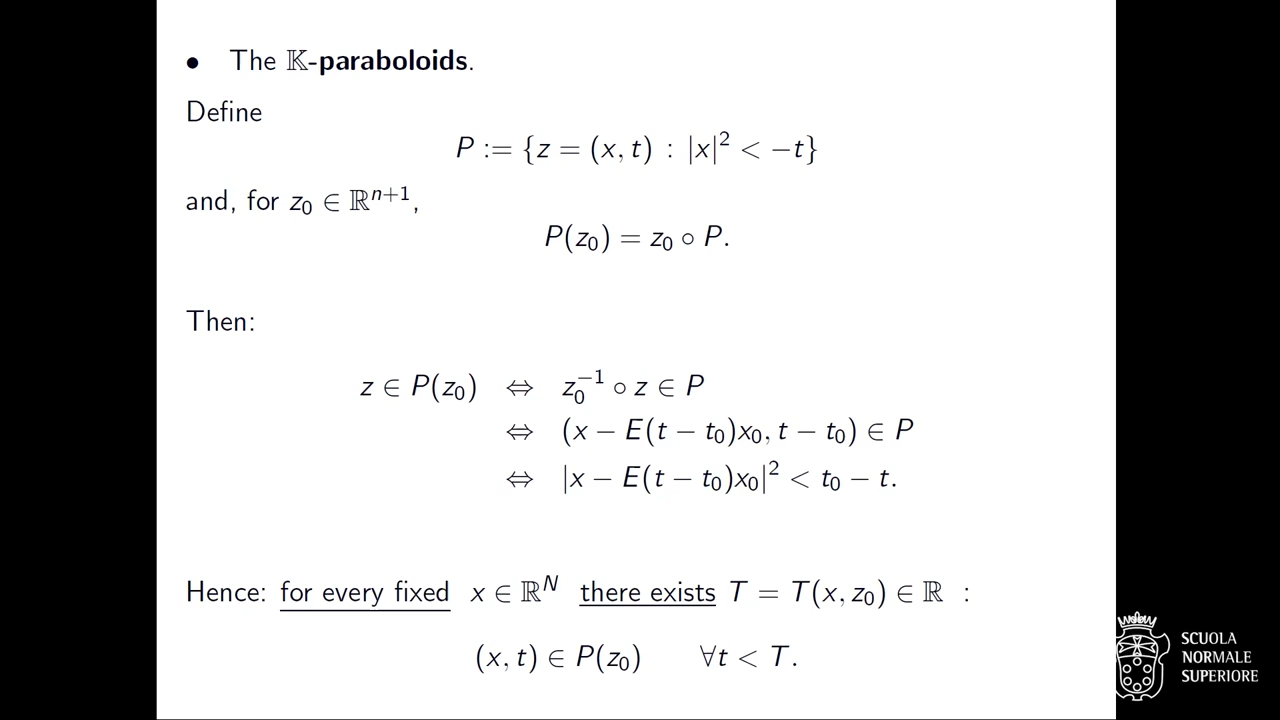 • The 𝕂-paraboloids.
Define
P := {z = (x, t) : |x|² < −t}
and, for z₀ ∈ ℝⁿ⁺¹,
P(z₀) = z₀ ∘ P.
Then:
z ∈ P(z₀) ⇔ z₀⁻¹ ∘ z ∈ P
⇔ (x − E(t − t₀)x₀, t − t₀) ∈ P
⇔ |x − E(t − t₀)x₀|² < t₀ − t.
Hence: for every fixed x ∈ ℝᴺ there exists T = T(x, z₀) ∈ ℝ :
(x, t) ∈ P(z₀) ∀t < T.
SCUOLA
NORMALE
SUPERIORE